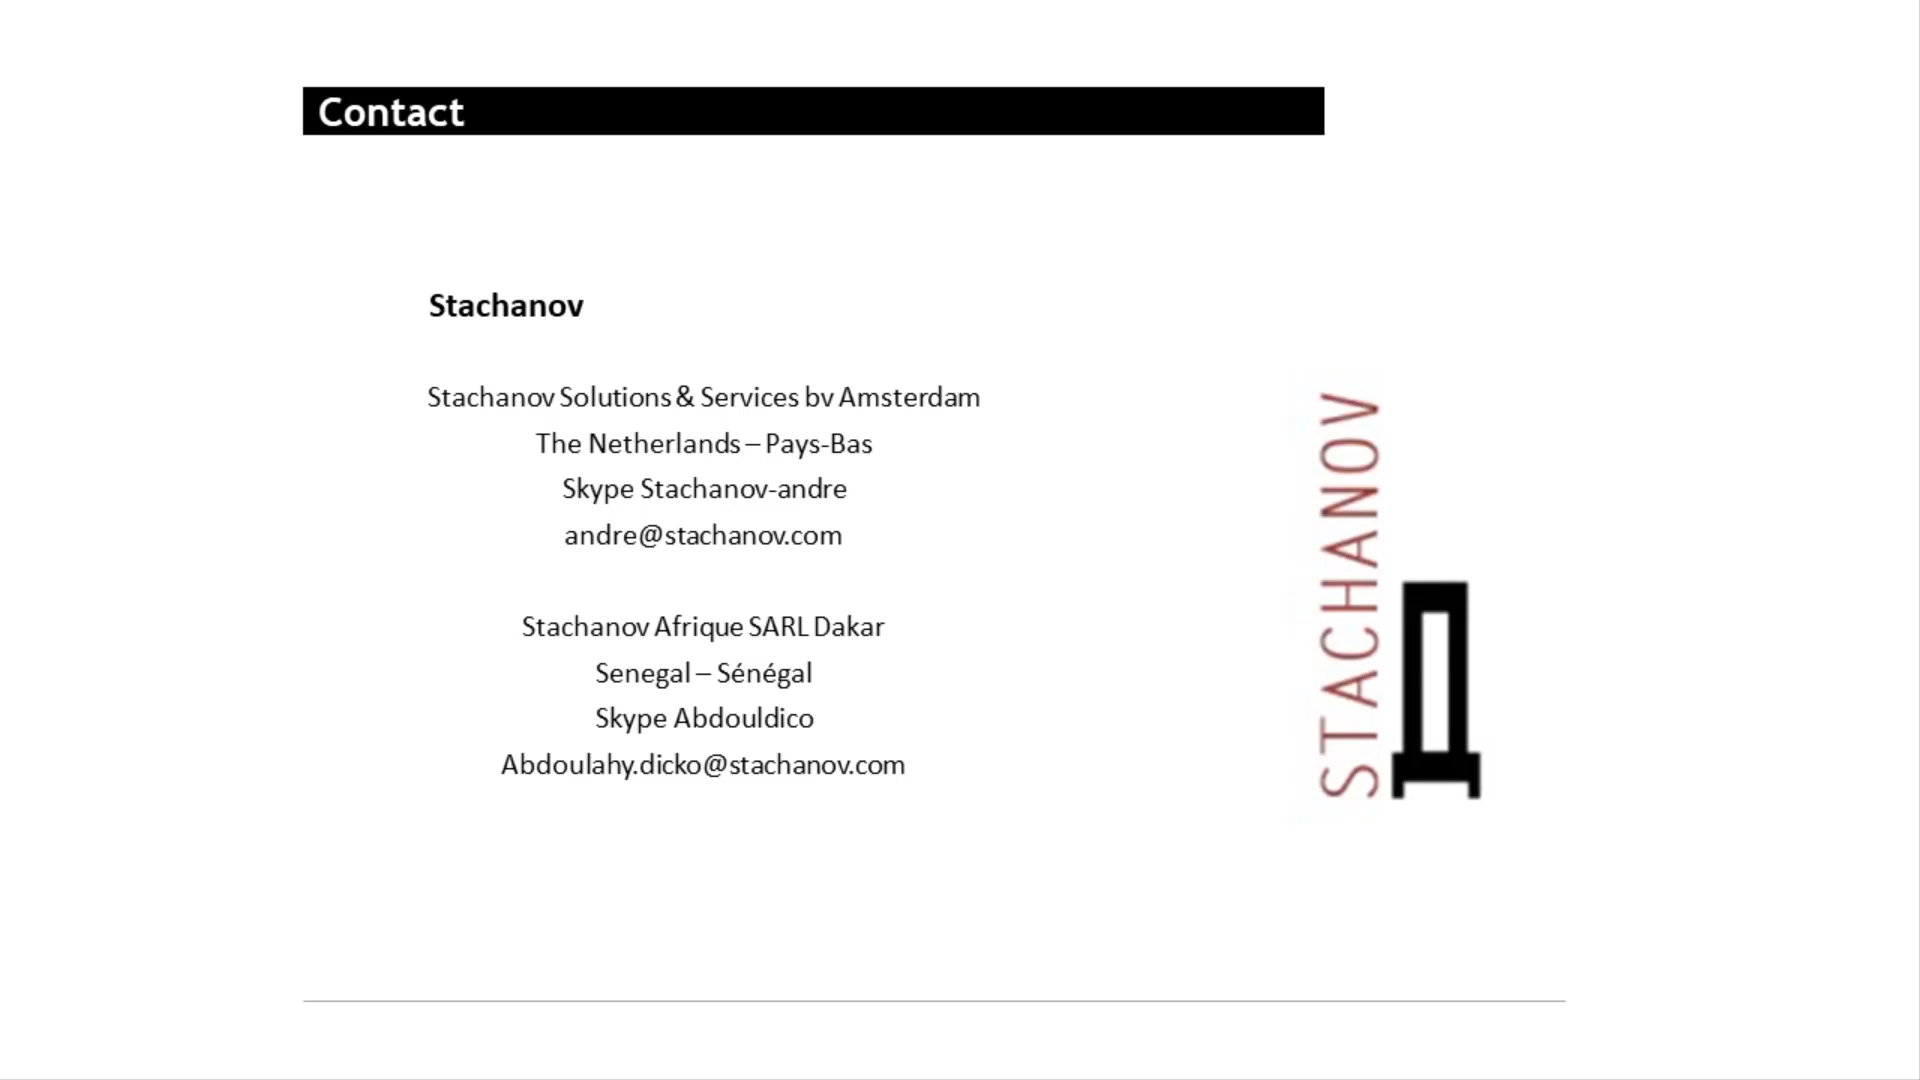 Contact
Stachanov
Stachanov Solutions & Services bv Amsterdam
The Netherlands – Pays-Bas
Skype Stachanov-andre
andre@stachanov.com
Stachanov Afrique SARL Dakar
Senegal – Sénégal
Skype Abdouldico
Abdoulahy.dicko@stachanov.com
STACHANOV
Д